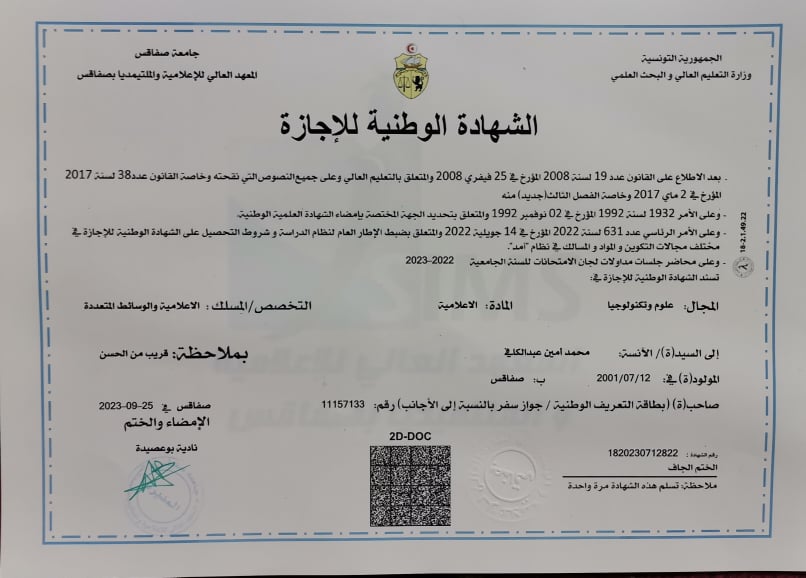 الجمهورية التونسية
وزارة التعليم العالي و البحث العلمي
جامعة صفاقس
المعهد العالي للإعلامية والملتيمديا بصفاقس
الشهادة الوطنية للإجازة
- بعد الاطلاع على القانون عدد 19 لسنة 2008 المؤرخ في 25 فيفري 2008 والمتعلق بالتعليم العالي وعلى جميع النصوص التي نقحته وخاصة القانون عدد 38 لسنة 2017
المؤرخ في 2 ماي 2017 وخاصة الفصل الثالث (جديد) منه
- وعلى الأمر 1932 لسنة 1992 المؤرخ في 02 نوفمبر 1992 والمتعلق بتحديد الجهة المختصة بإمضاء الشهادة العلمية الوطنية.
- وعلى الأمر الرئاسي عدد 631 لسنة 2022 المؤرخ في 14 جويلية 2022 والمتعلق بضبط الإطار العام لنظام الدراسة و شروط التحصيل على الشهادة الوطنية للإجازة في
مختلف مجالات التكوين و المواد و المسالك في نظام "أمد".
- وعلى محاضر جلسات مداولات لجان الامتحانات للسنة الجامعية 2022-2023
تسند الشهادة الوطنية للإجازة في:
18-2.1.49.22
المجال: علوم وتكنولوجيا المادة: الاعلامية التخصص/المسلك: الاعلامية والوسائط المتعددة
إلى السيد(ة)/ الآنسة: محمد أمين عبدالكافي بملاحظة: قريب من الحسن
المولود(ة) في: 2001/07/12 ب: صفاقس
صاحب(ة) (بطاقة التعريف الوطنية / جواز سفر بالنسبة إلى الأجانب) رقم: 11157133
صفاقس في 25-09-2023
الإمضاء والختم
نادية بوعصيدة
2D-DOC
رقم الشهادة: 1820230712822
الختم الجاف
ملاحظة: تسلم هذه الشهادة مرة واحدة